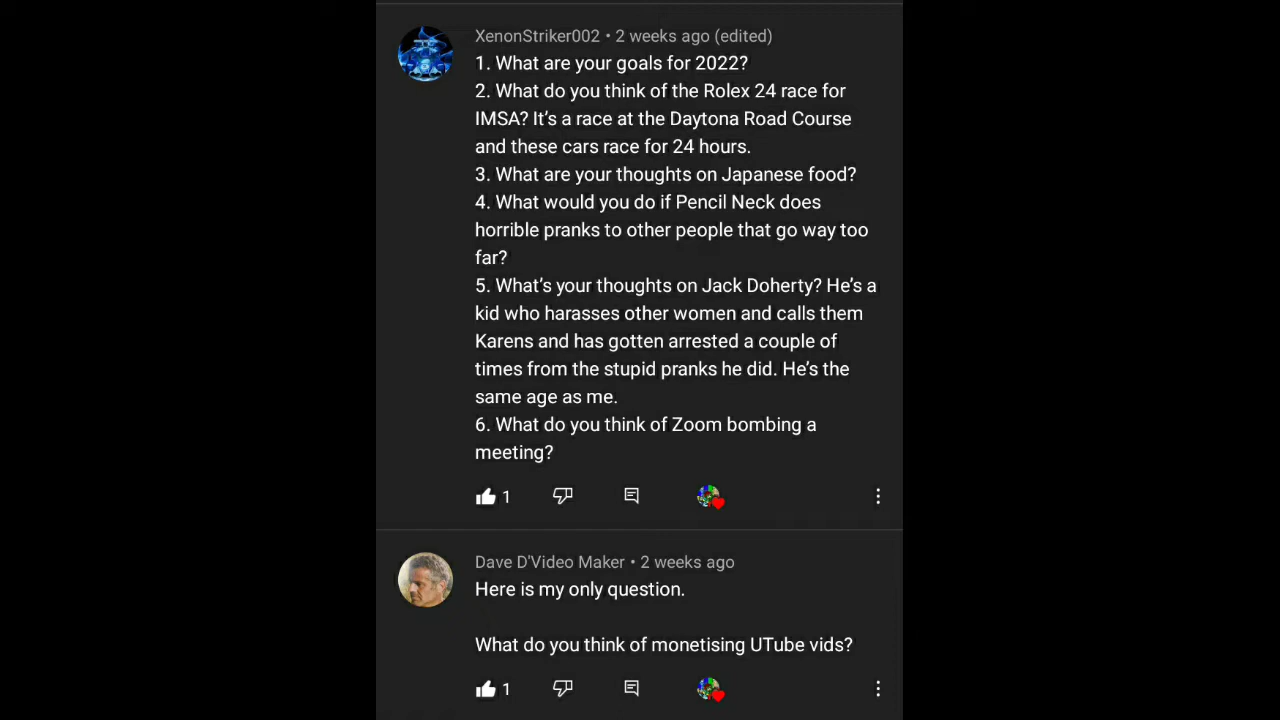 XenonStriker002 • 2 weeks ago (edited)
1. What are your goals for 2022?
2. What do you think of the Rolex 24 race for
IMSA? It's a race at the Daytona Road Course
and these cars race for 24 hours.
3. What are your thoughts on Japanese food?
4. What would you do if Pencil Neck does
horrible pranks to other people that go way too
far?
5. What's your thoughts on Jack Doherty? He's a
kid who harasses other women and calls them
Karens and has gotten arrested a couple of
times from the stupid pranks he did. He's the
same age as me.
6. What do you think of Zoom bombing a
meeting?
1
Dave D'Video Maker • 2 weeks ago
Here is my only question.
What do you think of monetising UTube vids?
1